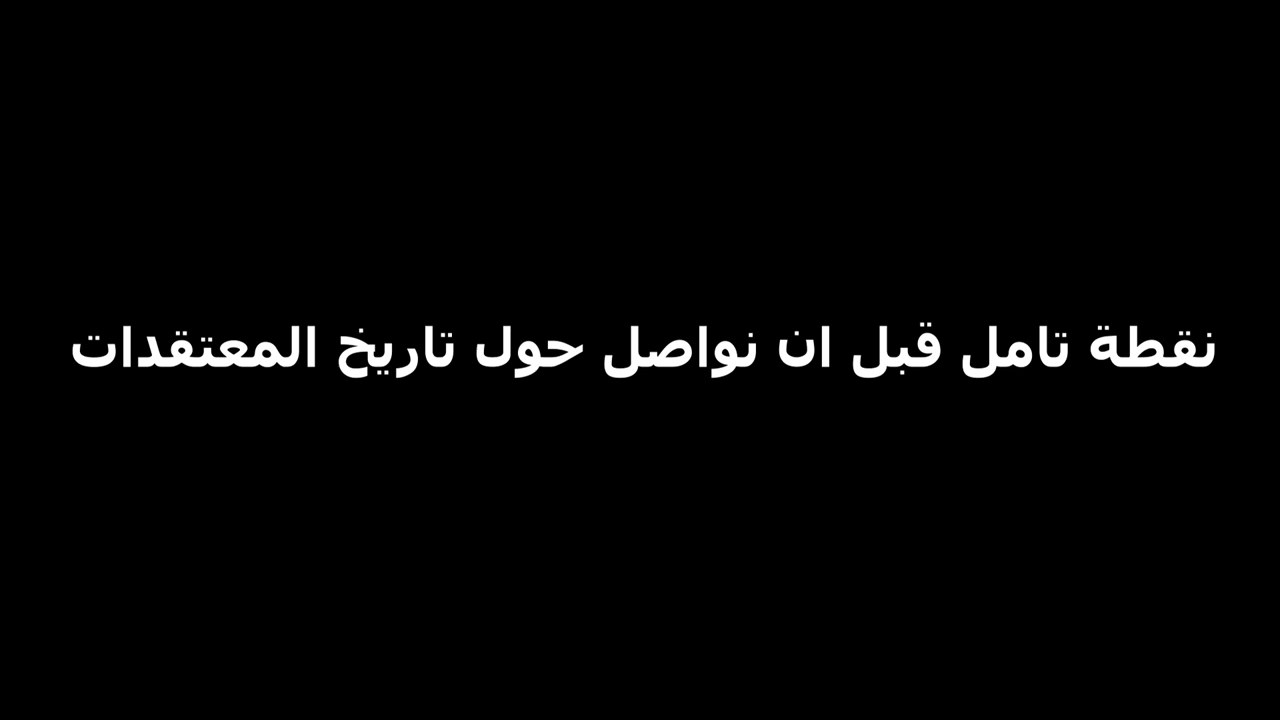 نقطة تامل قبل ان نواصل حول تاريخ المعتقدات